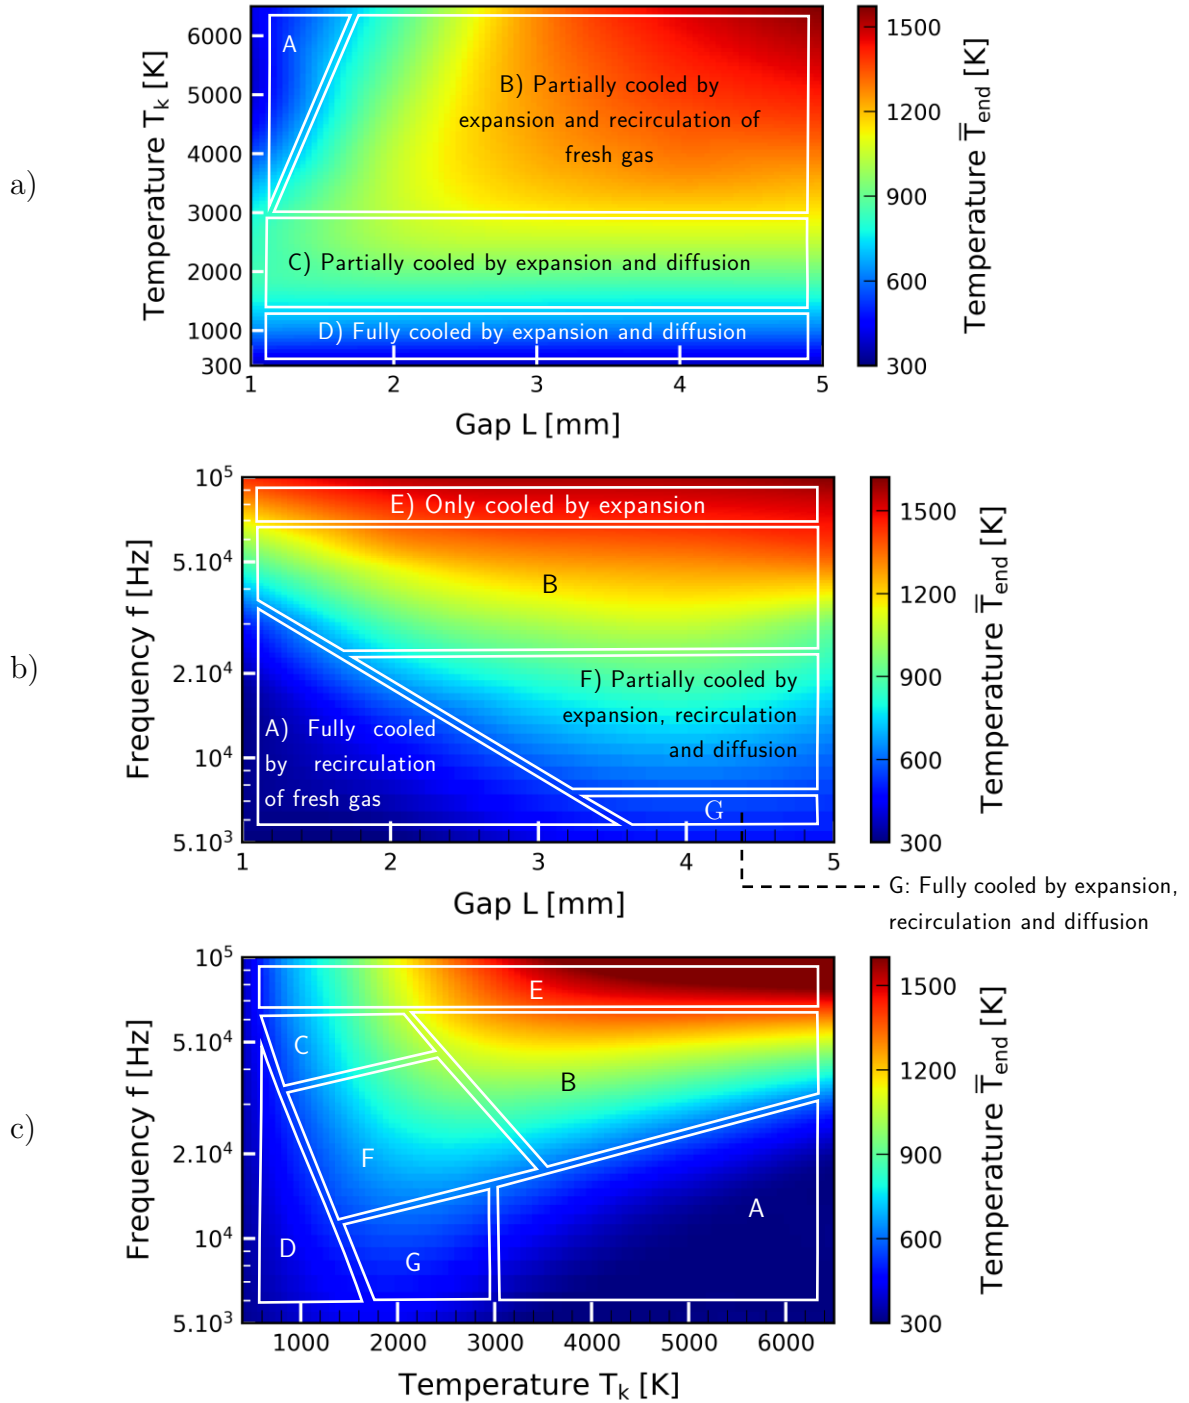 a)
Temperature Tk [K]
6000
5000
4000
3000
2000
1000
300
A
B) Partially cooled by
expansion and recirculation of
fresh gas
C) Partially cooled by expansion and diffusion
D) Fully cooled by expansion and diffusion
1 2 3 4 5
Gap L [mm]
1500
1200
900
600
300
Temperature T̿end [K]
b)
Frequency f [Hz]
10⁵
5.10⁴
2.10⁴
10⁴
5.10³
E) Only cooled by expansion
B
F) Partially cooled by
expansion, recirculation
and diffusion
A) Fully cooled
by recirculation
of fresh gas
G
1 2 3 4 5
Gap L [mm]
1500
1200
900
600
300
Temperature T̿end [K]
G: Fully cooled by expansion,
recirculation and diffusion
c)
Frequency f [Hz]
10⁵
5.10⁴
2.10⁴
10⁴
5.10³
E
C
B
F
A
D
G
1000 2000 3000 4000 5000 6000
Temperature Tk [K]
1500
1200
900
600
300
Temperature T̿end [K]